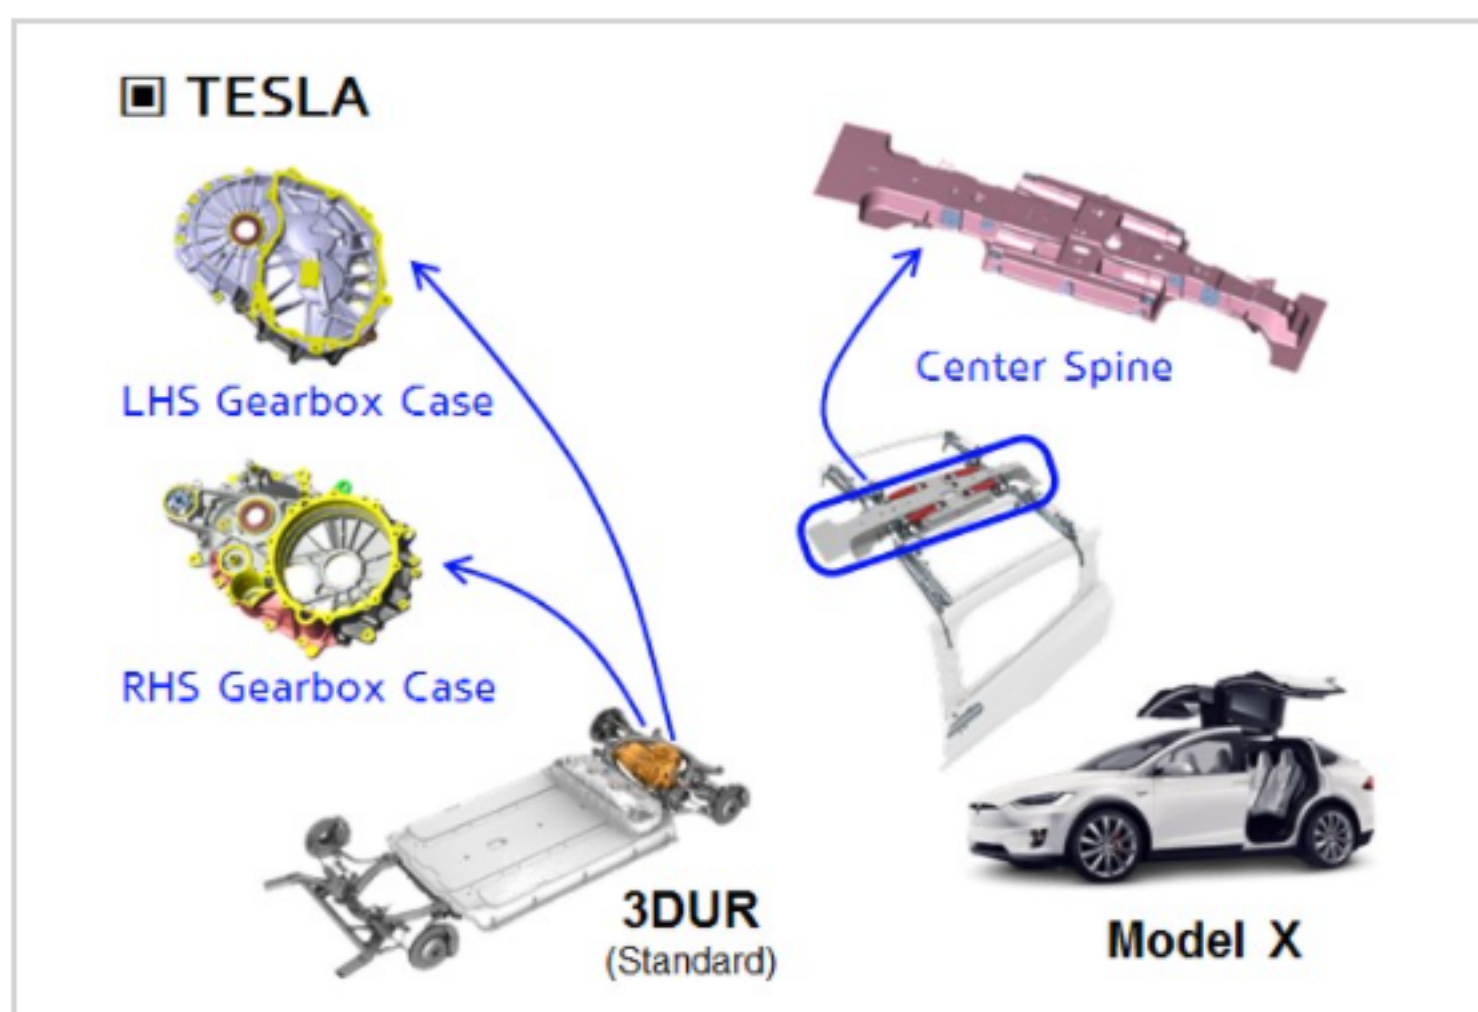 ▣ TESLA
LHS Gearbox Case
RHS Gearbox Case
3DUR
(Standard)
Center Spine
Model X